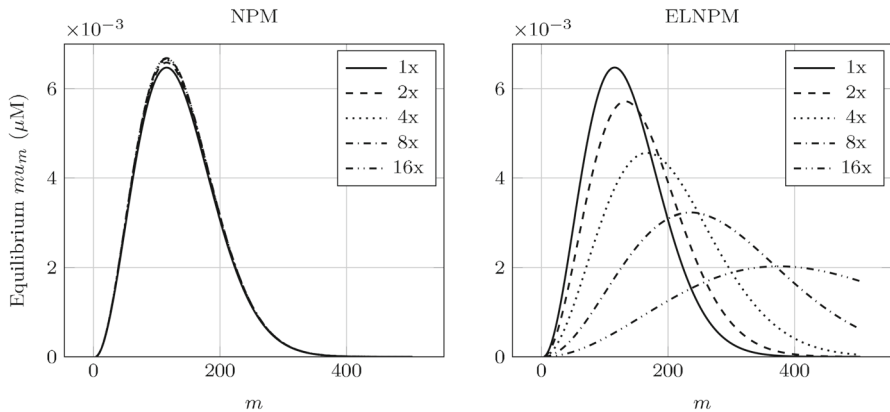 NPM
×10⁻³
6
4
2
0
Equilibrium mu_m (μM)
0
200
400
m
1x
2x
4x
8x
16x
ELNPM
×10⁻³
6
4
2
0
0
200
400
m
1x
2x
4x
8x
16x